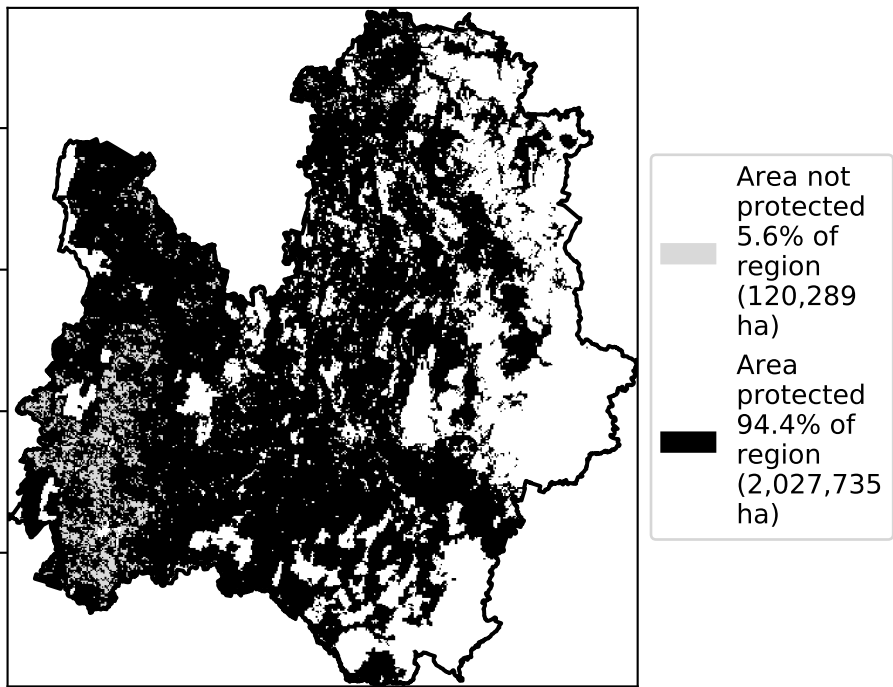 Area not
protected
5.6% of
region
(120,289
ha)
Area
protected
94.4% of
region
(2,027,735
ha)